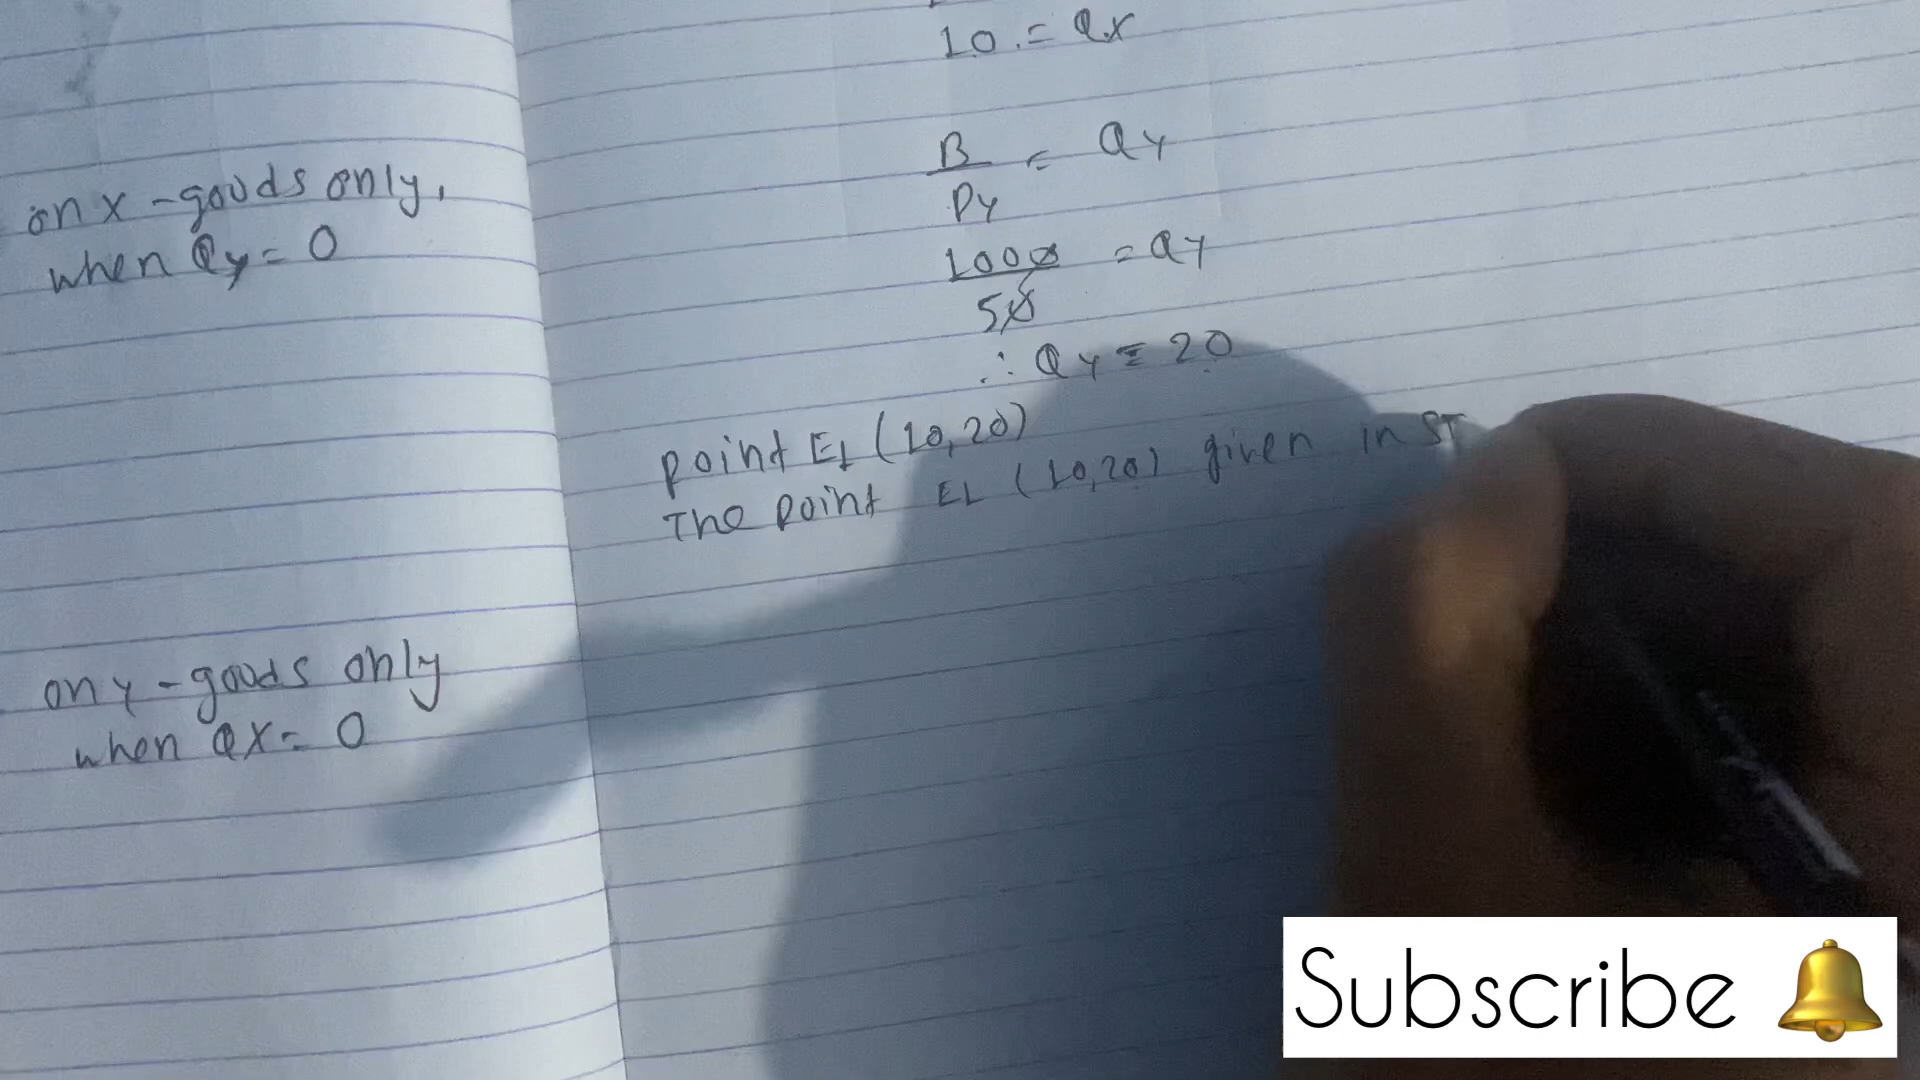 on x-goods only,
when Qy = 0
on y-goods only
when Qx = 0
10 = Qx
B
= Qy
Py
1000
= Qy
50
∴ Qy = 20
point E1 (10,20)
The point E1 (10,20) given in ST
Subscribe